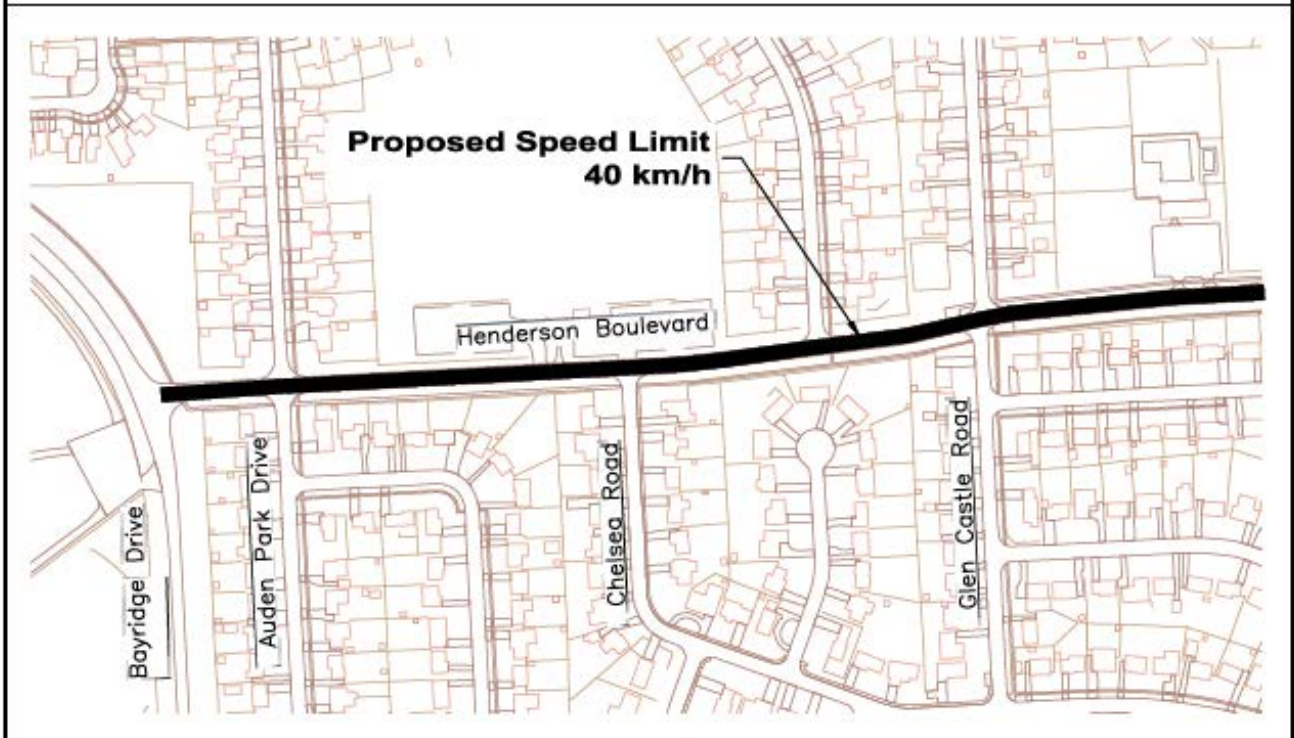 Proposed Speed Limit
40 km/h
Henderson Boulevard
Bayridge Drive
Auden Park Drive
Chelsea Road
Glen Castle Road